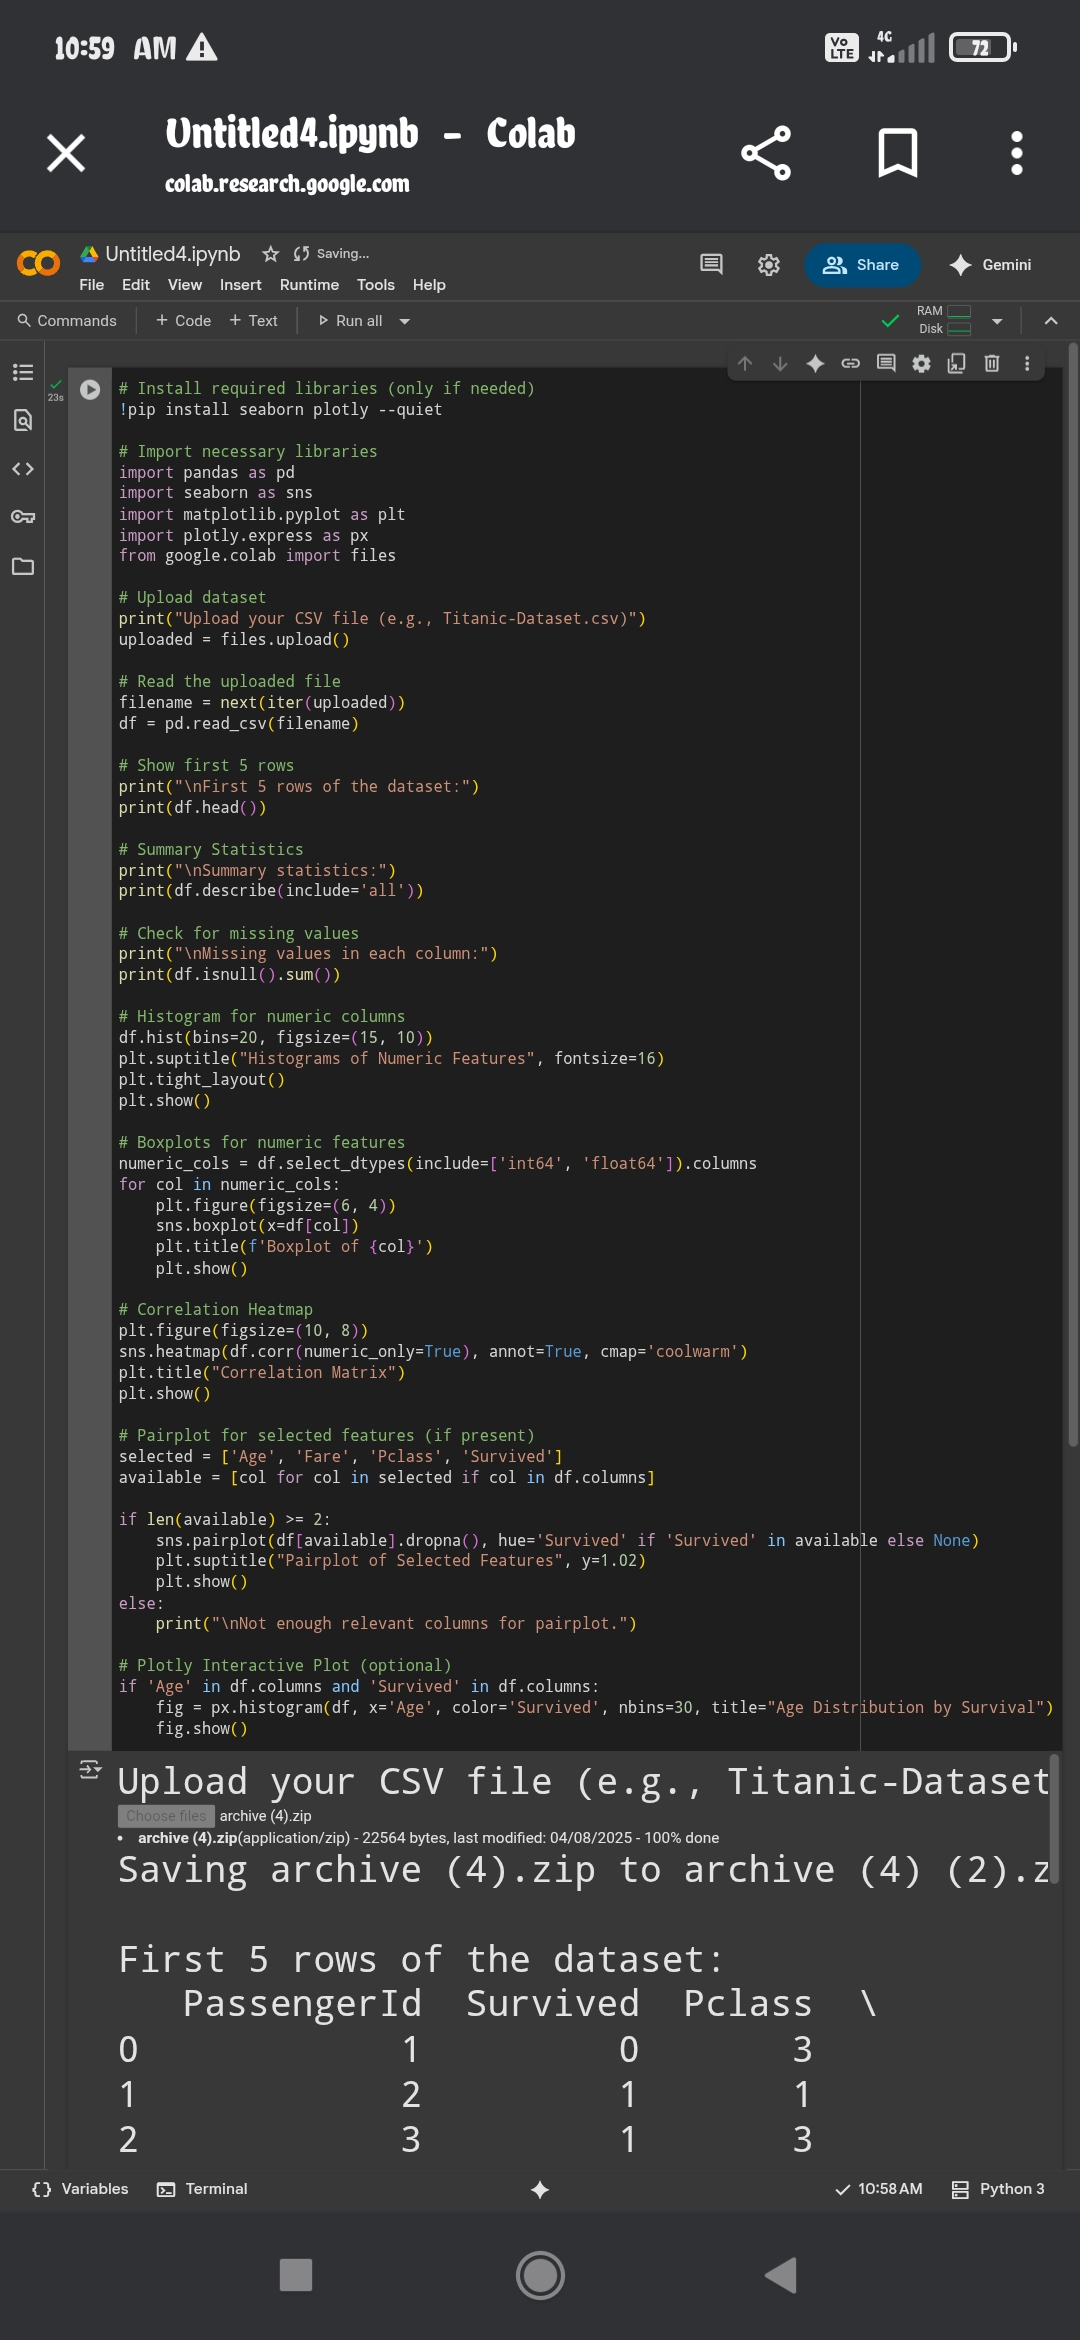 10:59 AM
Vo LTE 4G 72
Untitled4.ipynb - Colab
colab.research.google.com
Untitled4.ipynb Saving...
File Edit View Insert Runtime Tools Help
Share Gemini
Commands + Code + Text Run all
RAM
Disk
23s
# Install required libraries (only if needed)
!pip install seaborn plotly --quiet
# Import necessary libraries
import pandas as pd
import seaborn as sns
import matplotlib.pyplot as plt
import plotly.express as px
from google.colab import files
# Upload dataset
print("Upload your CSV file (e.g., Titanic-Dataset.csv)")
uploaded = files.upload()
# Read the uploaded file
filename = next(iter(uploaded))
df = pd.read_csv(filename)
# Show first 5 rows
print("\nFirst 5 rows of the dataset:")
print(df.head())
# Summary Statistics
print("\nSummary statistics:")
print(df.describe(include='all'))
# Check for missing values
print("\nMissing values in each column:")
print(df.isnull().sum())
# Histogram for numeric columns
df.hist(bins=20, figsize=(15, 10))
plt.suptitle("Histograms of Numeric Features", fontsize=16)
plt.tight_layout()
plt.show()
# Boxplots for numeric features
numeric_cols = df.select_dtypes(include=['int64', 'float64']).columns
for col in numeric_cols:
    plt.figure(figsize=(6, 4))
    sns.boxplot(x=df[col])
    plt.title(f'Boxplot of {col}')
    plt.show()
# Correlation Heatmap
plt.figure(figsize=(10, 8))
sns.heatmap(df.corr(numeric_only=True), annot=True, cmap='coolwarm')
plt.title("Correlation Matrix")
plt.show()
# Pairplot for selected features (if present)
selected = ['Age', 'Fare', 'Pclass', 'Survived']
available = [col for col in selected if col in df.columns]
if len(available) >= 2:
    sns.pairplot(df[available].dropna(), hue='Survived' if 'Survived' in available else None)
    plt.suptitle("Pairplot of Selected Features", y=1.02)
    plt.show()
else:
    print("\nNot enough relevant columns for pairplot.")
# Plotly Interactive Plot (optional)
if 'Age' in df.columns and 'Survived' in df.columns:
    fig = px.histogram(df, x='Age', color='Survived', nbins=30, title="Age Distribution by Survival")
    fig.show()
Upload your CSV file (e.g., Titanic-Dataset
Choose files archive (4).zip
• archive (4).zip(application/zip) - 22564 bytes, last modified: 04/08/2025 - 100% done
Saving archive (4).zip to archive (4) (2).z
First 5 rows of the dataset:
PassengerId Survived Pclass \
0 1 0 3
1 2 1 1
2 3 1 3
Variables Terminal 10:58 AM Python 3